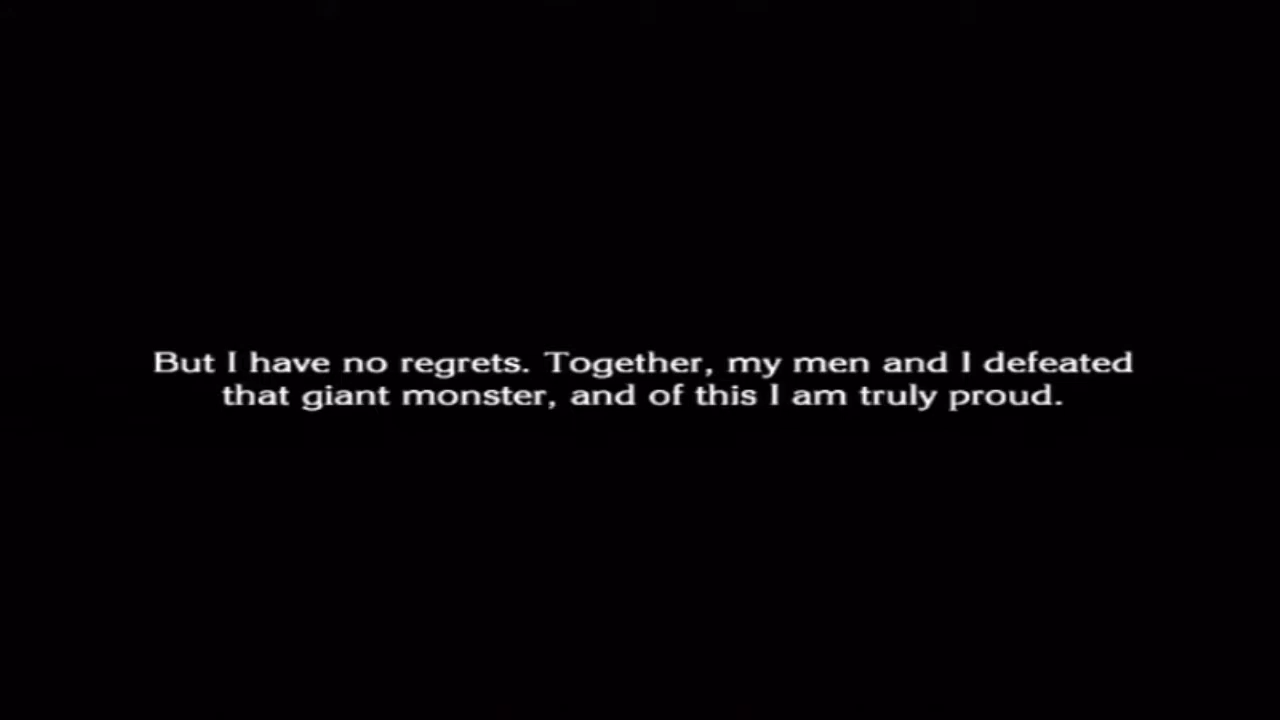 But I have no regrets. Together, my men and I defeated
that giant monster, and of this I am truly proud.